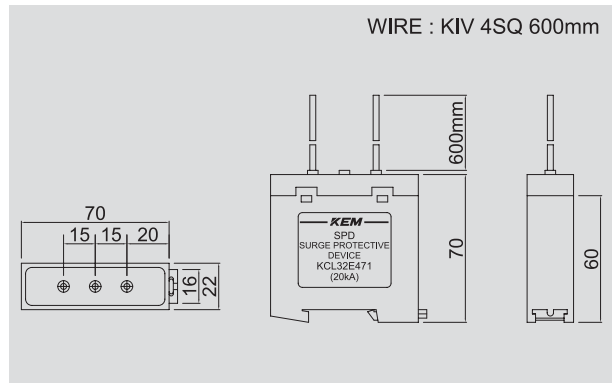 WIRE : KIV 4SQ 600mm
600mm
70
15
15
20
16
22
KEM
SPD
SURGE PROTECTIVE
DEVICE
KCL32E471
(20kA)
70
60